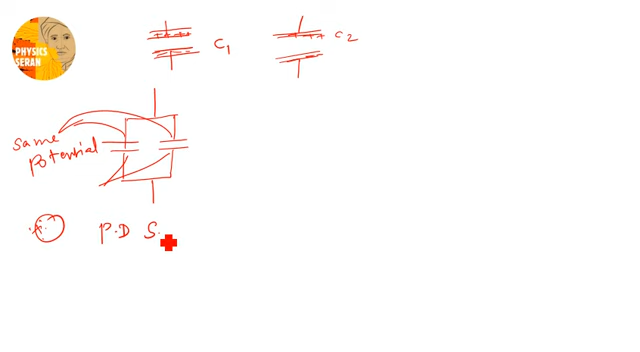 PHYSICS
SERAN
C1
C2
same
potential
P.D S.